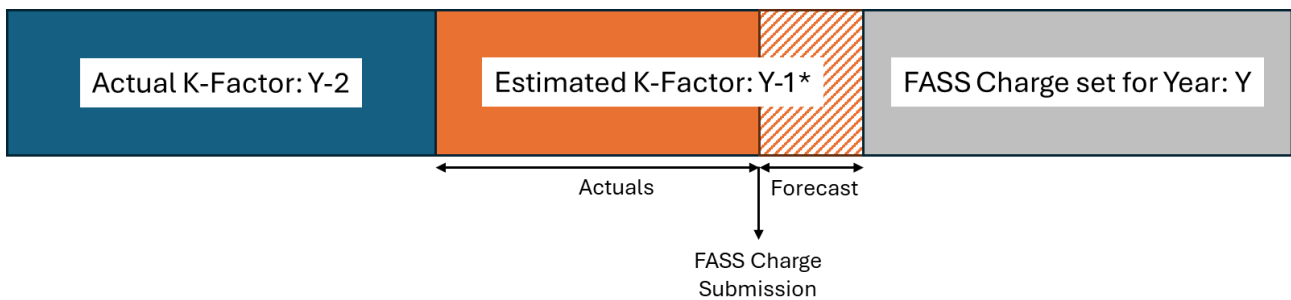 Actual K-Factor: Y-2
Estimated K-Factor: Y-1*
FASS Charge set for Year: Y
Actuals
Forecast
FASS Charge
Submission